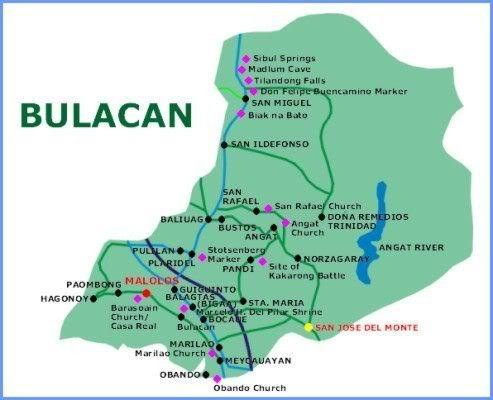 Sibul Springs
Madlum Cave
Tilandong Falls
Don Felipe Buencamino Marker
SAN MIGUEL
BULACAN
Biak na Bato
SAN ILDEFONSO
SAN
RAFAEL
San Rafael Church
BALIUAG
BUSTOS
Angat
Church
DONA REMEDIOS
TRINIDAD
ANGAT
PULILAN
PLARIDEL
Stotsenberg
Marker
PANDI
Site of
Kakarong Battle
NORZAGARAY
ANGAT RIVER
PAOMBONG
MALOLOS
HAGONOY
GUIGUINTO
BALAGTAS
(BIGAA)
STA. MARIA
Barasoain
Church/
Casa Real
Marcelo H. Del Pilar Shrine
BOCAUE
Bulacan
SAN JOSE DEL MONTE
MARILAO
Marilao Church
MEYCAUAYAN
OBANDO
Obando Church